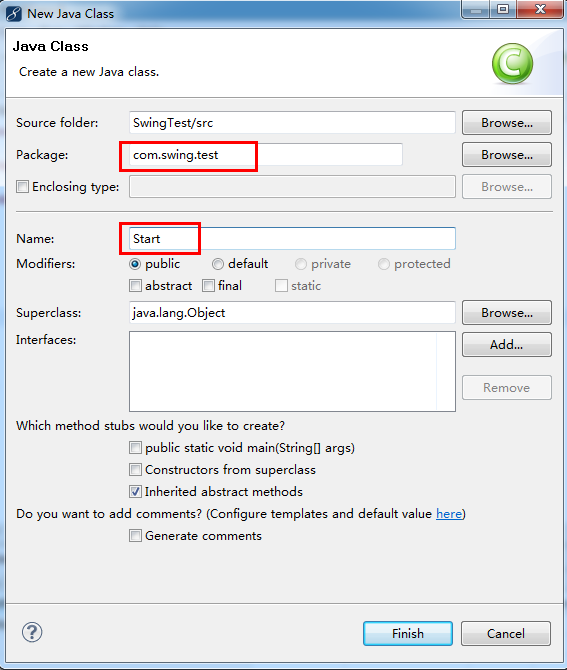 New Java Class
Java Class
Create a new Java class.
Source folder: SwingTest/src Browse...
Package: com.swing.test Browse...
Enclosing type: Browse...
Name: Start
Modifiers: public default private protected
abstract final static
Superclass: java.lang.Object Browse...
Interfaces: Add...
Remove
Which method stubs would you like to create?
public static void main(String[] args)
Constructors from superclass
Inherited abstract methods
Do you want to add comments? (Configure templates and default value here)
Generate comments
Finish Cancel